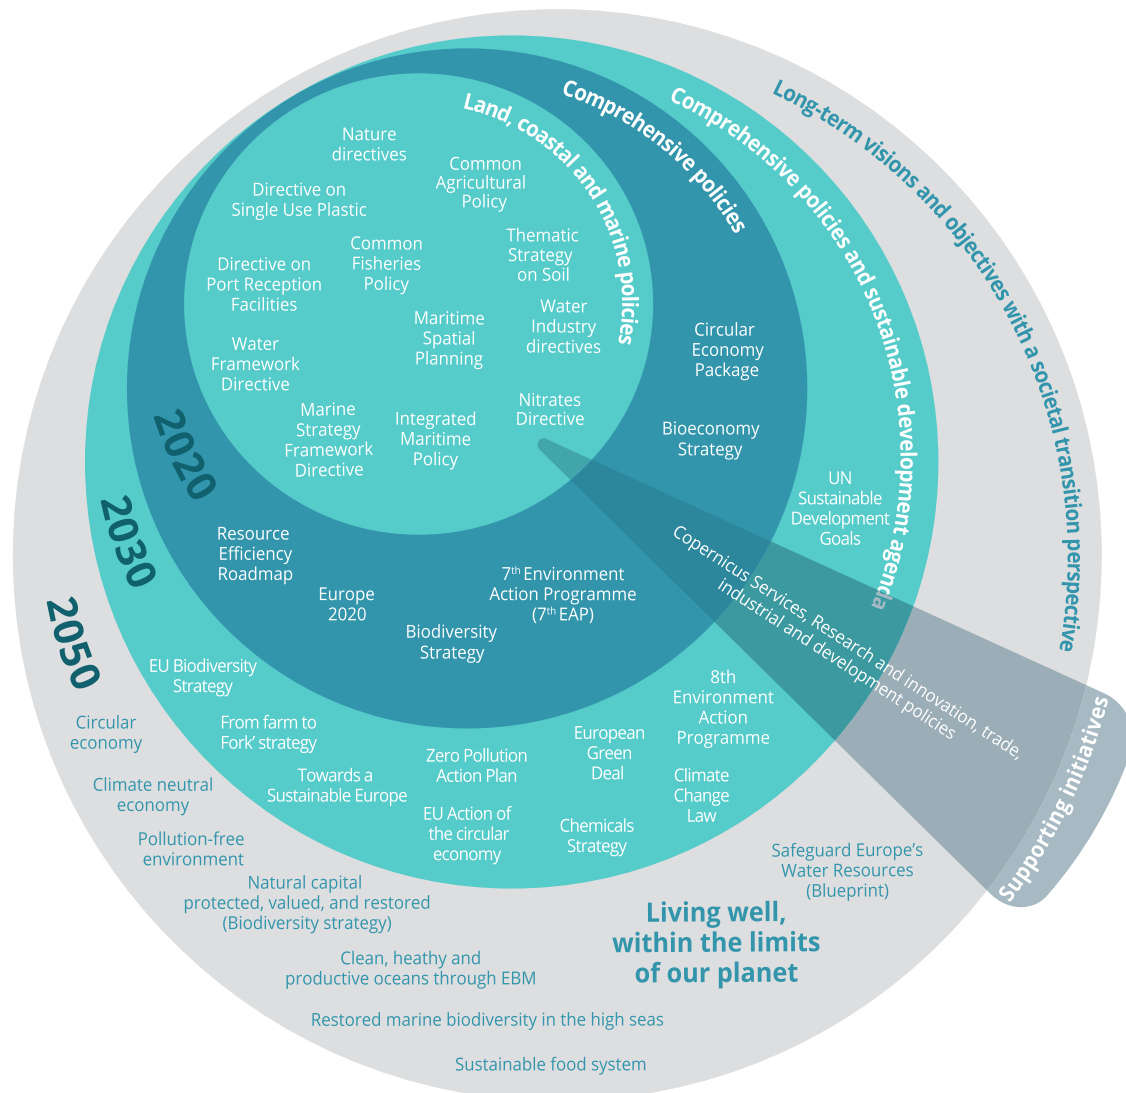 Long-term visions and objectives with a societal transition perspective
Comprehensive policies and sustainable development agenda
Comprehensive policies
Land, coastal and marine policies
Nature
directives
Common
Agricultural
Policy
Directive on
Single Use Plastic
Thematic
Strategy
on Soil
Common
Fisheries
Policy
Directive on
Port Reception
Facilities
Water
Industry
directives
Maritime
Spatial
Planning
Water
Framework
Directive
Nitrates
Directive
Marine
Strategy
Framework
Directive
Integrated
Maritime
Policy
2020
Circular
Economy
Package
Bioeconomy
Strategy
Resource
Efficiency
Roadmap
Europe
2020
Biodiversity
Strategy
7th Environment
Action Programme
(7th EAP)
2030
UN
Sustainable
Development
Goals
EU Biodiversity
Strategy
From farm to
Fork’ strategy
Towards a
Sustainable Europe
Zero Pollution
Action Plan
EU Action of
the circular
economy
European
Green
Deal
Chemicals
Strategy
8th
Environment
Action
Programme
Climate
Change
Law
2050
Circular
economy
Climate neutral
economy
Pollution-free
environment
Natural capital
protected, valued, and restored
(Biodiversity strategy)
Clean, heathy and
productive oceans through EBM
Restored marine biodiversity in the high seas
Sustainable food system
Safeguard Europe’s
Water Resources
(Blueprint)
Living well,
within the limits
of our planet
Copernicus Services, Research and innovation, trade,
industrial and development policies
Supporting initiatives